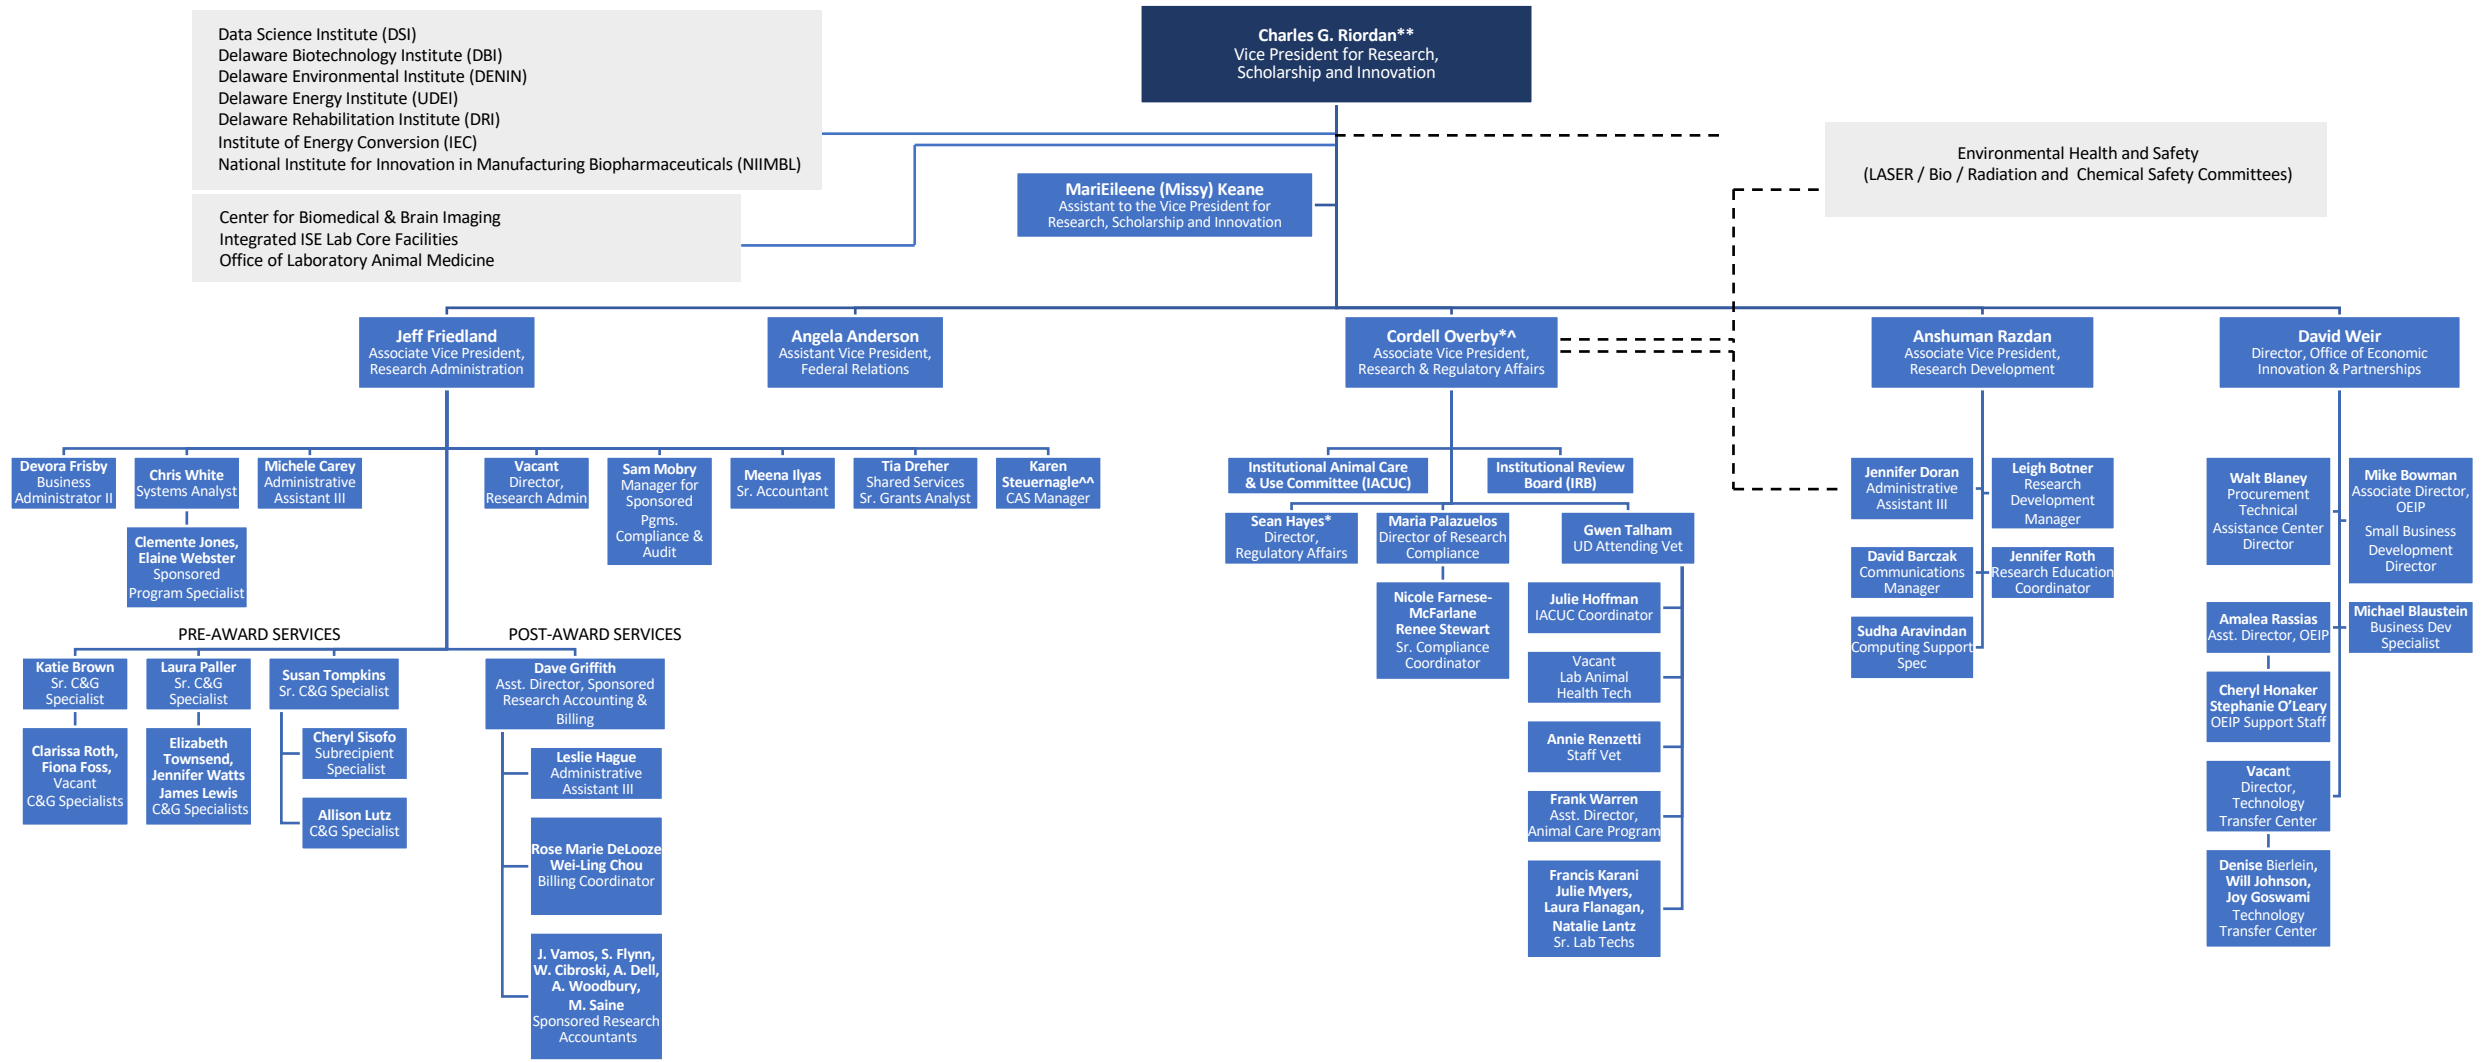 Data Science Institute (DSI)
Delaware Biotechnology Institute (DBI)
Delaware Environmental Institute (DENIN)
Delaware Energy Institute (UDEI)
Delaware Rehabilitation Institute (DRI)
Institute of Energy Conversion (IEC)
National Institute for Innovation in Manufacturing Biopharmaceuticals (NIIMBL)
Charles G. Riordan**
Vice President for Research,
Scholarship and Innovation
Environmental Health and Safety
(LASER / Bio / Radiation and Chemical Safety Committees)
MariEileene (Missy) Keane
Assistant to the Vice President for
Research, Scholarship and Innovation
Center for Biomedical & Brain Imaging
Integrated ISE Lab Core Facilities
Office of Laboratory Animal Medicine
Jeff Friedland
Associate Vice President,
Research Administration
Angela Anderson
Assistant Vice President,
Federal Relations
Cordell Overby*^
Associate Vice President,
Research & Regulatory Affairs
Anshuman Razdan
Associate Vice President,
Research Development
David Weir
Director, Office of Economic
Innovation & Partnerships
Devora Frisby
Business
Administrator II
Chris White
Systems Analyst
Michele Carey
Administrative
Assistant III
Vacant
Director,
Research Admin
Sam Mobry
Manager for
Sponsored
Pgms.
Compliance &
Audit
Meena Ilyas
Sr. Accountant
Tia Dreher
Shared Services
Sr. Grants Analyst
Karen
Steuernagle^^
CAS Manager
Clemente Jones,
Elaine Webster
Sponsored
Program Specialist
Institutional Animal Care
& Use Committee (IACUC)
Institutional Review
Board (IRB)
Sean Hayes*
Director,
Regulatory Affairs
Maria Palazuelos
Director of Research
Compliance
Gwen Talham
UD Attending Vet
Nicole Farnese-
McFarlane
Renee Stewart
Sr. Compliance
Coordinator
Julie Hoffman
IACUC Coordinator
Vacant
Lab Animal
Health Tech
Annie Renzetti
Staff Vet
Frank Warren
Asst. Director,
Animal Care Program
Francis Karani
Julie Myers,
Laura Flanagan,
Natalie Lantz
Sr. Lab Techs
Jennifer Doran
Administrative
Assistant III
Leigh Botner
Research
Development
Manager
David Barczak
Communications
Manager
Jennifer Roth
Research Education
Coordinator
Sudha Aravindan
Computing Support
Spec
Walt Blaney
Procurement
Technical
Assistance Center
Director
Mike Bowman
Associate Director,
OEIP
Small Business
Development
Director
Amalea Rassias
Asst. Director, OEIP
Michael Blaustein
Business Dev
Specialist
Cheryl Honaker
Stephanie O’Leary
OEIP Support Staff
Vacant
Director,
Technology
Transfer Center
Denise Bierlein,
Will Johnson,
Joy Goswami
Technology
Transfer Center
PRE-AWARD SERVICES
POST-AWARD SERVICES
Katie Brown
Sr. C&G
Specialist
Laura Paller
Sr. C&G
Specialist
Susan Tompkins
Sr. C&G Specialist
Dave Griffith
Asst. Director, Sponsored
Research Accounting &
Billing
Clarissa Roth,
Fiona Foss,
Vacant
C&G Specialists
Elizabeth
Townsend,
Jennifer Watts
James Lewis
C&G Specialists
Cheryl Sisofo
Subrecipient
Specialist
Allison Lutz
C&G Specialist
Leslie Hague
Administrative
Assistant III
Rose Marie DeLooze
Wei-Ling Chou
Billing Coordinator
J. Vamos, S. Flynn,
W. Cibroski, A. Dell,
A. Woodbury,
M. Saine
Sponsored Research
Accountants